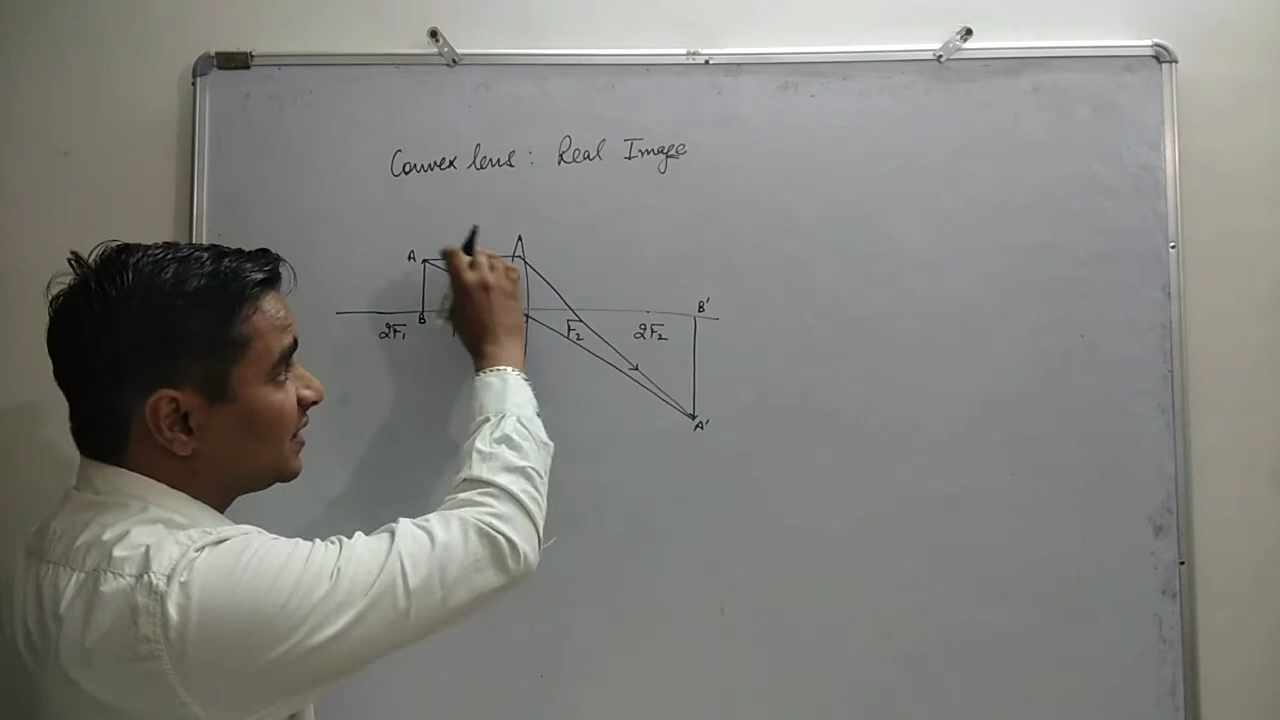 Convex lens : Real Image
A
B'
B
2F₁
F₂
2F₂
A'